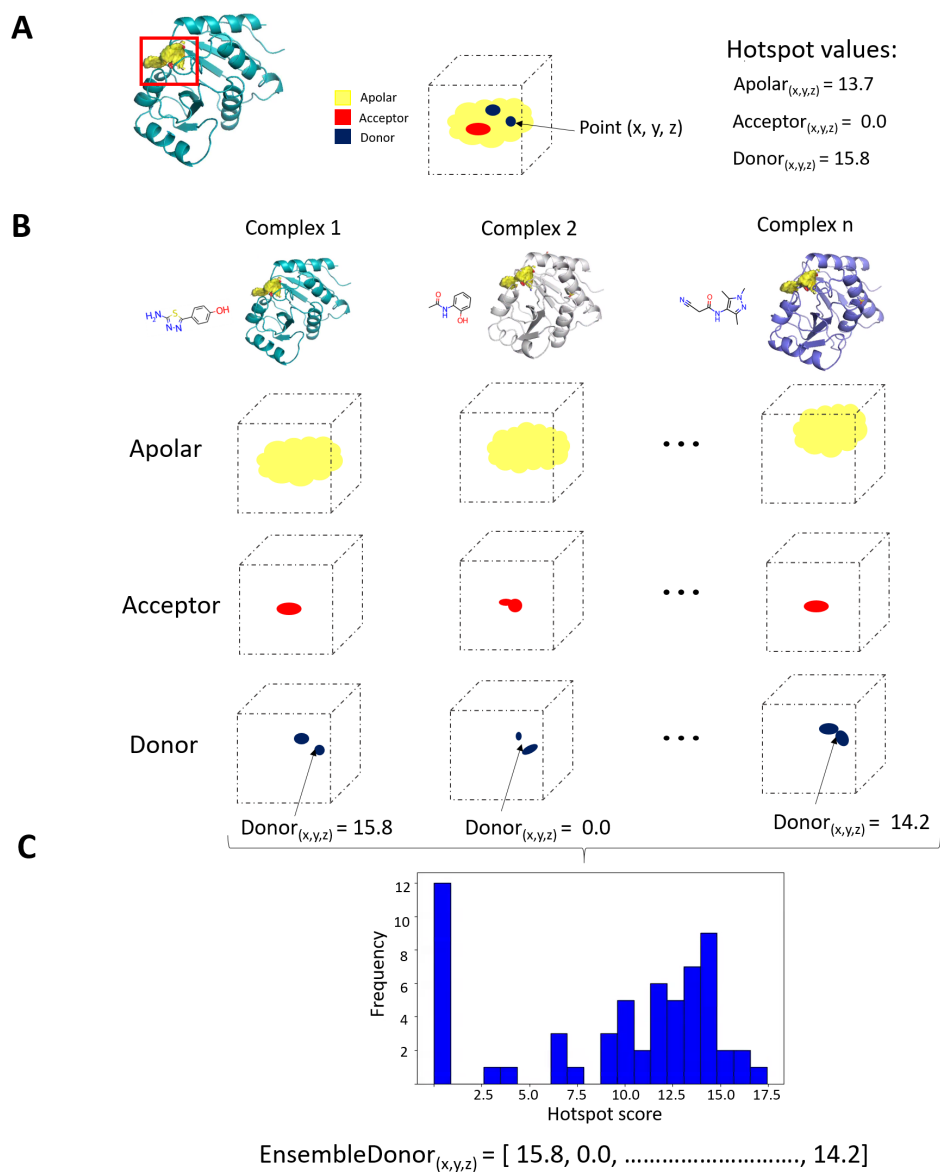 A
Hotspot values:
Apolar(x,y,z) = 13.7
Acceptor(x,y,z) = 0.0
Donor(x,y,z) = 15.8
Apolar
Acceptor
Donor
Point (x, y, z)
B
Complex 1
Complex 2
Complex n
H2N
S
N-N
OH
O
N
H
OH
N
O
N
H
N
N
Apolar
...
Acceptor
...
Donor
...
Donor(x,y,z) = 15.8
Donor(x,y,z) = 0.0
Donor(x,y,z) = 14.2
C
Frequency
12
10
8
6
4
2
2.5 5.0 7.5 10.0 12.5 15.0 17.5
Hotspot score
EnsembleDonor(x,y,z) = [ 15.8, 0.0, ............................, 14.2]